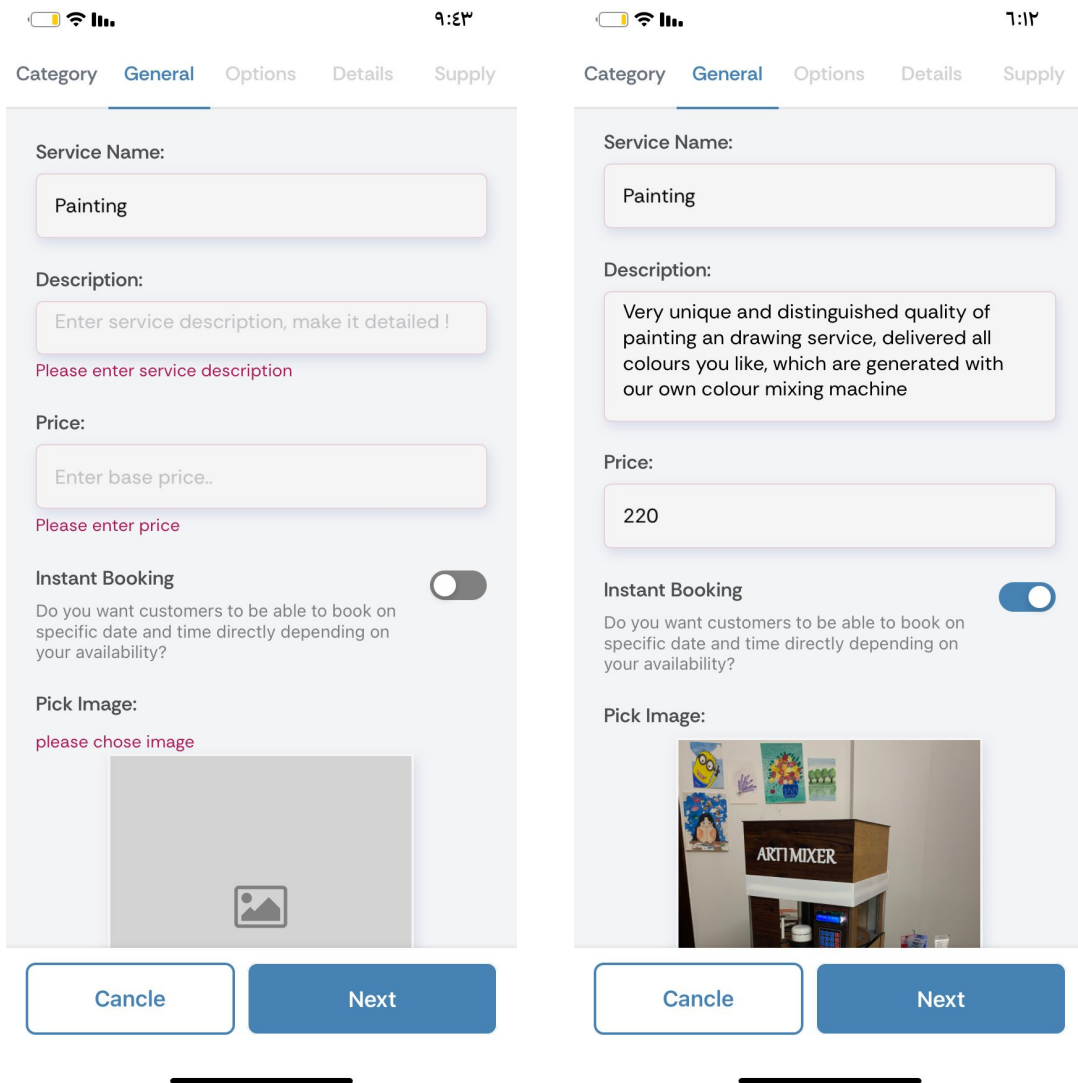 ٩:٤٣
Category General Options Details Supply
Service Name:
Painting
Description:
Enter service description, make it detailed !
Please enter service description
Price:
Enter base price..
Please enter price
Instant Booking
Do you want customers to be able to book on
specific date and time directly depending on
your availability?
Pick Image:
please chose image
Cancle Next
٦:١٢
Category General Options Details Supply
Service Name:
Painting
Description:
Very unique and distinguished quality of
painting an drawing service, delivered all
colours you like, which are generated with
our own colour mixing machine
Price:
220
Instant Booking
Do you want customers to be able to book on
specific date and time directly depending on
your availability?
Pick Image:
ARTI MIXER
Cancle Next